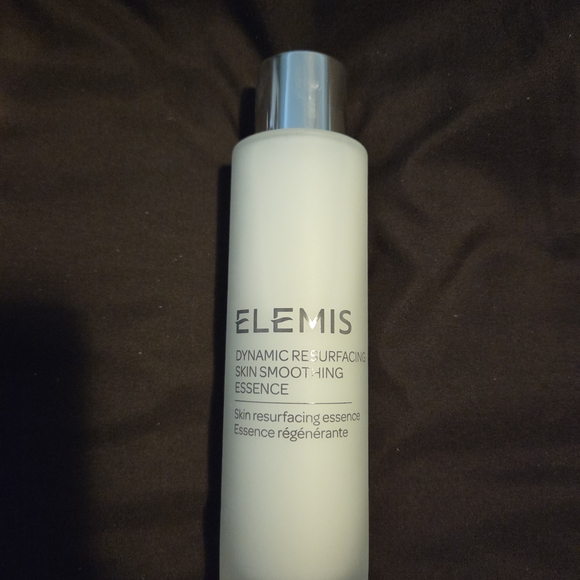 ELEMIS
DYNAMIC RESURFACING
SKIN SMOOTHING
ESSENCE
Skin resurfacing essence
Essence régénérante